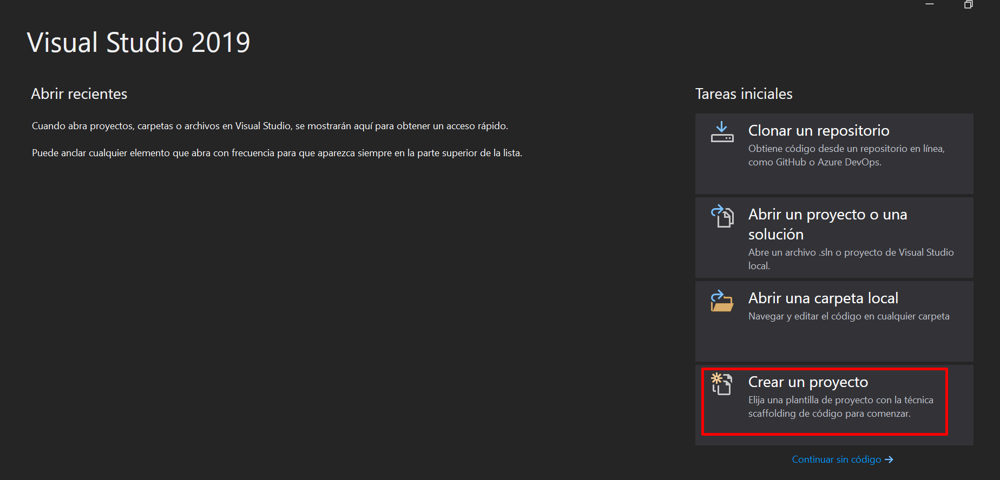 Visual Studio 2019
Abrir recientes
Cuando abra proyectos, carpetas o archivos en Visual Studio, se mostrarán aquí para obtener un acceso rápido.
Puede anclar cualquier elemento que abra con frecuencia para que aparezca siempre en la parte superior de la lista.
Tareas iniciales
Clonar un repositorio
Obtiene código desde un repositorio en línea,
como GitHub o Azure DevOps.
Abrir un proyecto o una
solución
Abre un archivo .sln o proyecto de Visual Studio
local.
Abrir una carpeta local
Navegar y editar el código en cualquier carpeta
Crear un proyecto
Elija una plantilla de proyecto con la técnica
scaffolding de código para comenzar.
Continuar sin código →